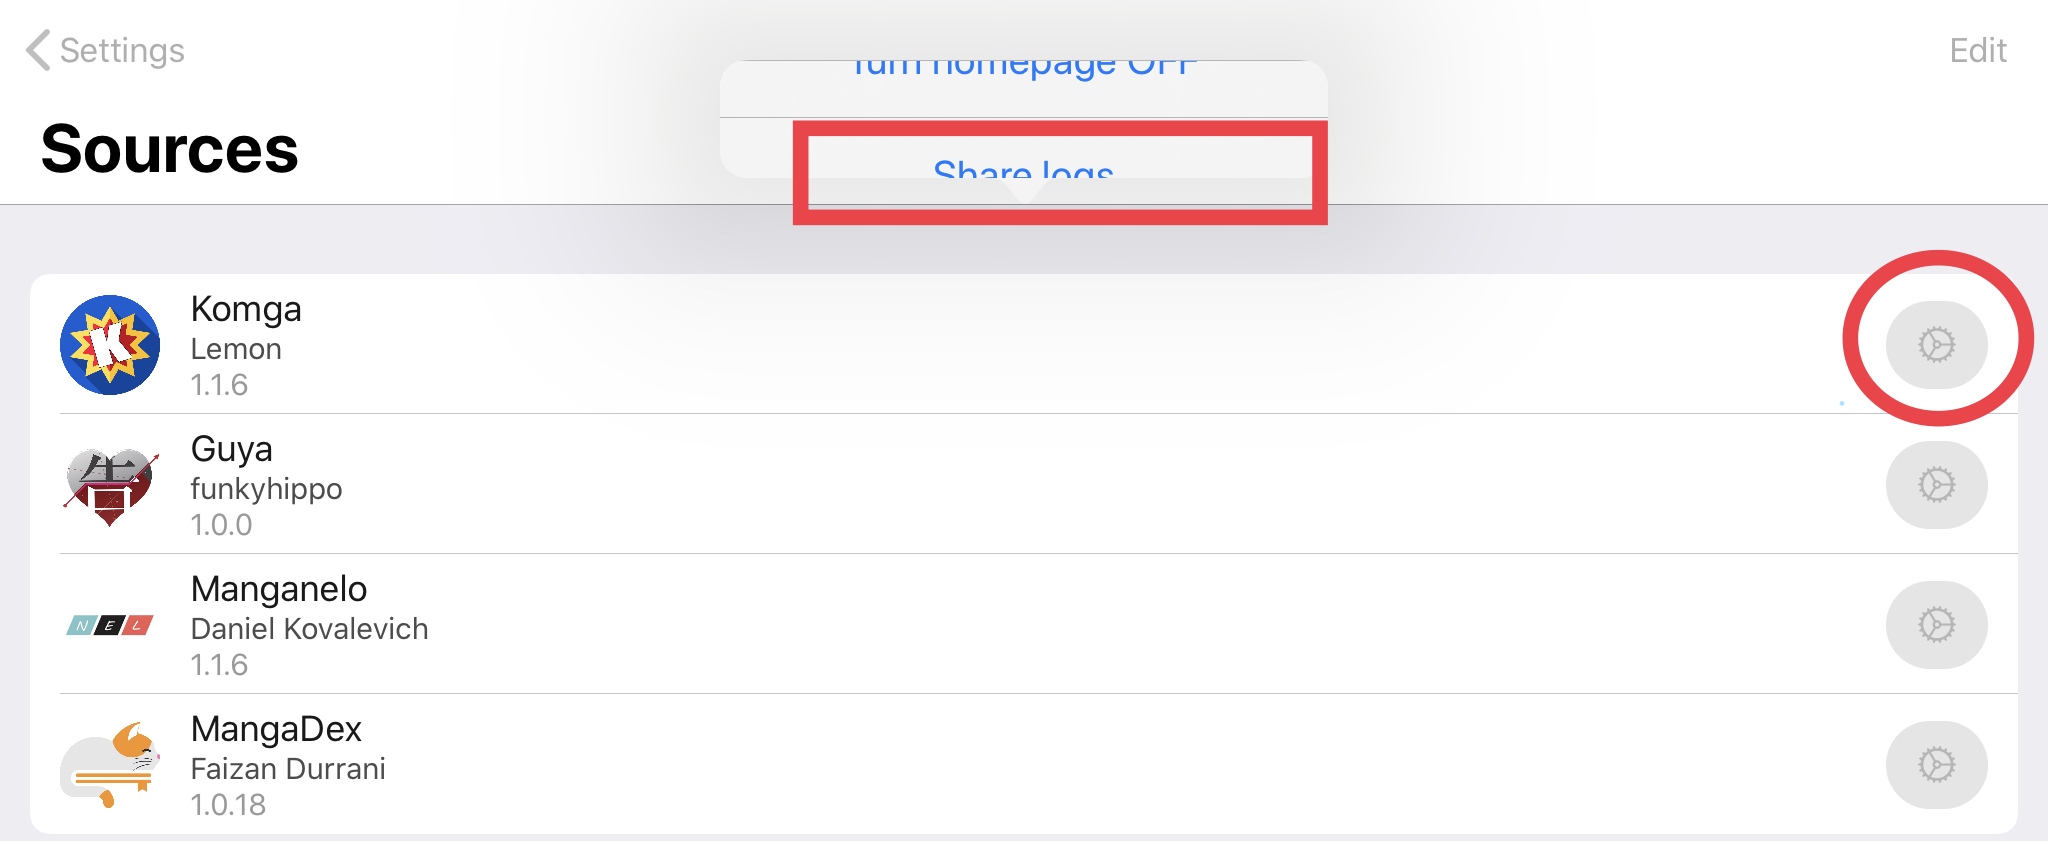 Settings
Edit
Turn homepage OFF
Share logs
Sources
K
Komga
Lemon
1.1.6
Guya
funkyhippo
1.0.0
NEL
Manganelo
Daniel Kovalevich
1.1.6
MangaDex
Faizan Durrani
1.0.18